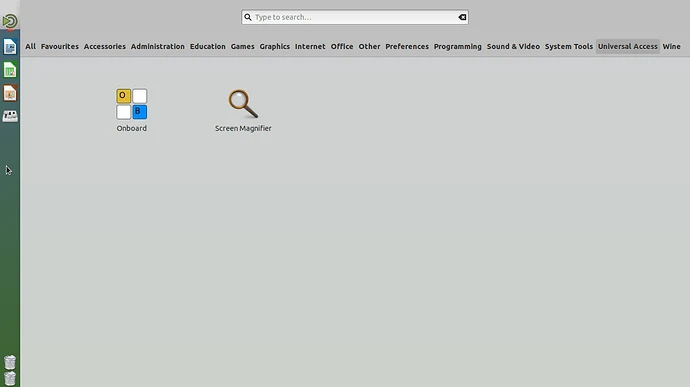 Type to search…
All Favourites Accessories Administration Education Games Graphics Internet Office Other Preferences Programming Sound & Video System Tools Universal Access Wine
O
B
Onboard Screen Magnifier